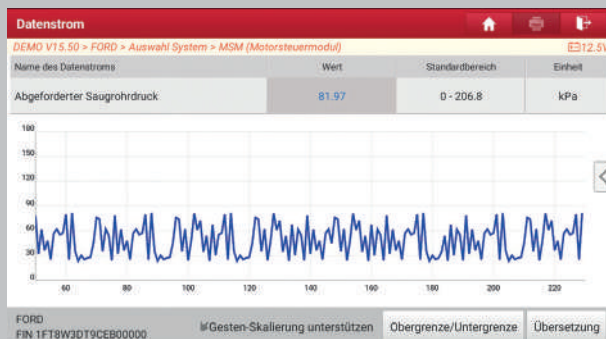 Datenstrom
DEMO V15.50 > FORD > Auswahl System > MSM (Motorsteuermodul) 12.5V
Name des Datenstroms Wert Standardbereich Einheit
Abgeforderter Saugrohrdruck 81.97 0 - 206.8 kPa
180
150
120
90
60
30
0
60 80 100 120 140 160 180 200 220
FORD
FIN 1FT8W3DT9CEB00000
Gesten-Skalierung unterstützen Obergrenze/Untergrenze Übersetzung